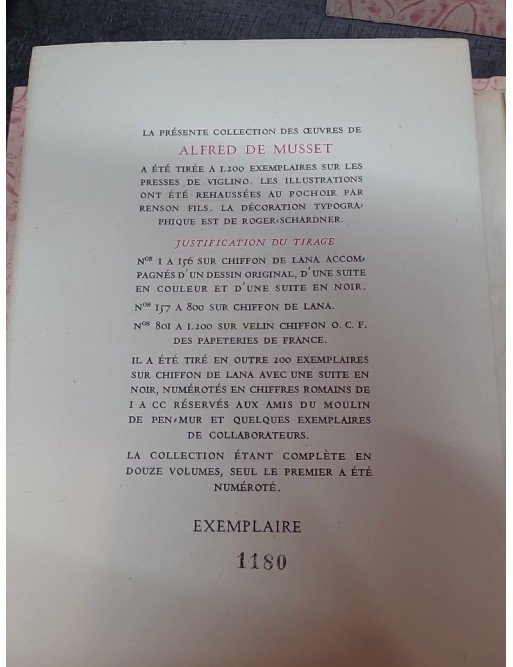 LA PRÉSENTE COLLECTION DES ŒUVRES DE
ALFRED DE MUSSET
A ÉTÉ TIRÉE A 1.200 EXEMPLAIRES SUR LES
PRESSES DE VIGLINO. LES ILLUSTRATIONS
ONT ÉTÉ REHAUSSÉES AU POCHOIR PAR
RENSON FILS. LA DÉCORATION TYPOGRA-
PHIQUE EST DE ROGER-SCHARDNER.
JUSTIFICATION DU TIRAGE
Nos 1 A 156 SUR CHIFFON DE LANA ACCOM-
PAGNÉS D'UN DESSIN ORIGINAL, D'UNE SUITE
EN COULEUR ET D'UNE SUITE EN NOIR.
Nos 157 A 800 SUR CHIFFON DE LANA.
Nos 801 A 1.200 SUR VELIN CHIFFON O. C. F.
DES PAPETERIES DE FRANCE.
IL A ÉTÉ TIRÉ EN OUTRE 200 EXEMPLAIRES
SUR CHIFFON DE LANA AVEC UNE SUITE EN
NOIR, NUMÉROTÉS EN CHIFFRES ROMAINS DE
I A CC RÉSERVÉS AUX AMIS DU MOULIN
DE PEN-MUR ET QUELQUES EXEMPLAIRES
DE COLLABORATEURS.
LA COLLECTION ÉTANT COMPLÈTE EN
DOUZE VOLUMES, SEUL LE PREMIER A ÉTÉ
NUMÉROTÉ.
EXEMPLAIRE
1180